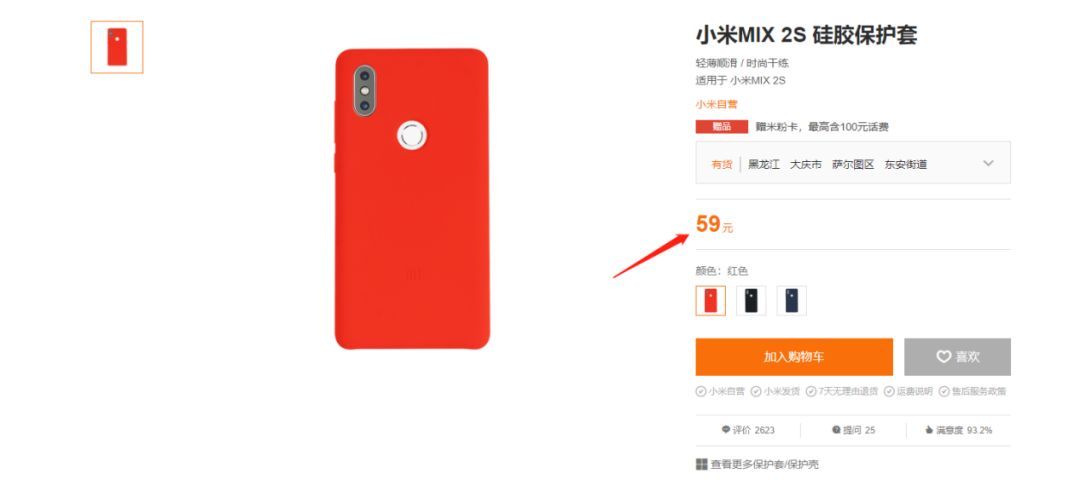 小米MIX 2S 硅胶保护套
轻薄顺滑 / 时尚干练
适用于 小米MIX 2S
小米自营
赠品 赠米粉卡，最高含100元话费
有货 黑龙江 大庆市 萨尔图区 东安街道
59元
颜色：红色
加入购物车 喜欢
小米自营 小米发货 7天无理由退货 运费说明 售后服务政策
评价 2623 提问 25 满意度 93.2%
查看更多保护套/保护壳